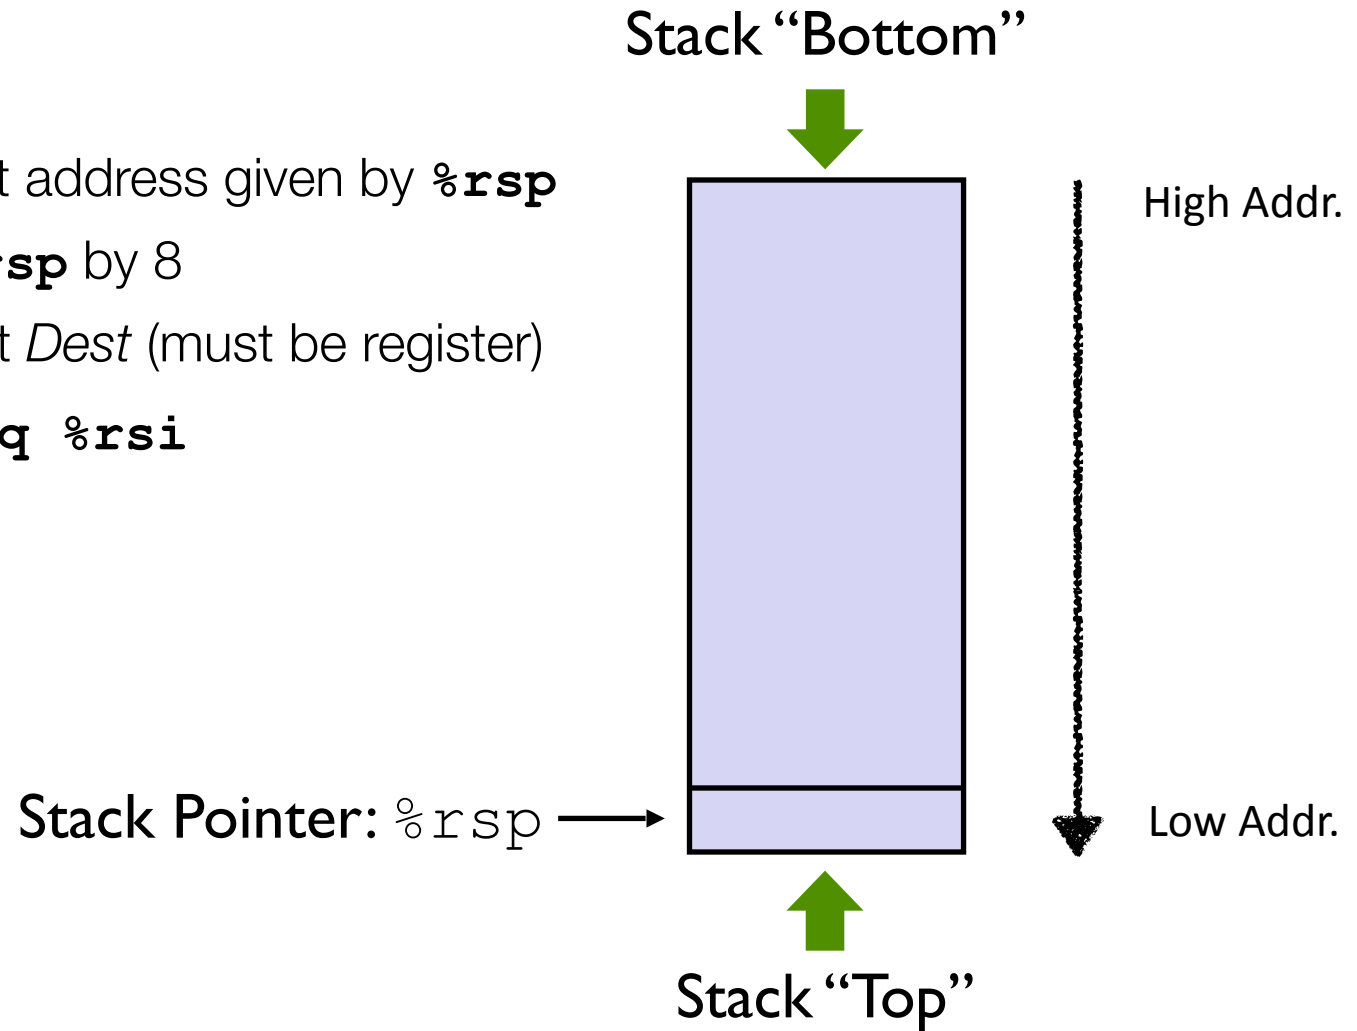 Stack “Bottom”
t address given by %rsp
High Addr.
sp by 8
t Dest (must be register)
q %rsi
Stack Pointer: %rsp
Low Addr.
Stack “Top”